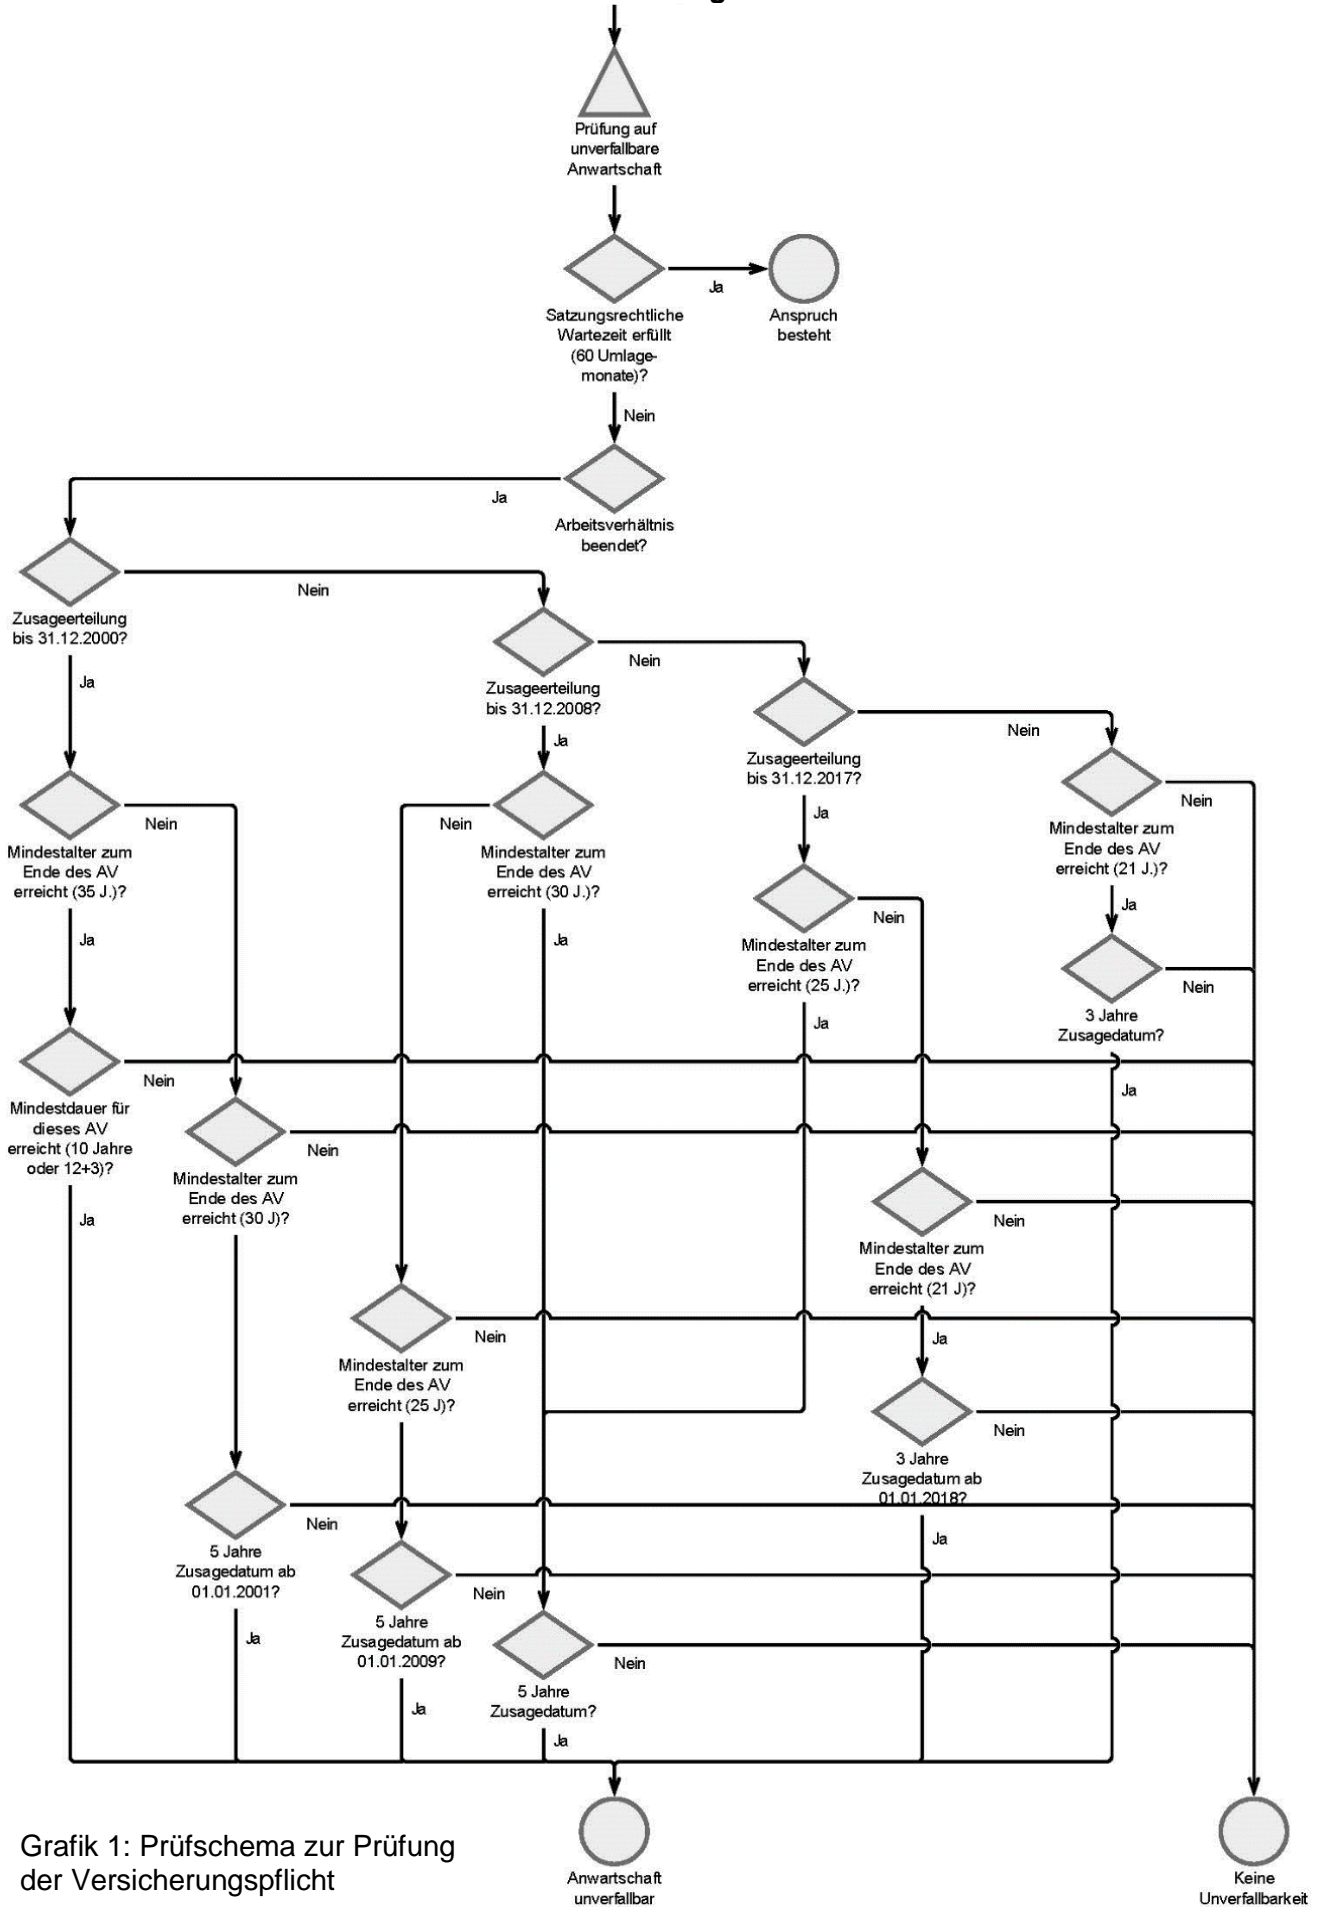 Prüfung auf
unverfallbare
Anwartschaft
Ja
Satzungsrechtliche
Wartezeit erfüllt
(60 Umlage-
monate)?
Anspruch
besteht
Nein
Ja
Arbeitsverhältnis
beendet?
Nein
Zusageerteilung
bis 31.12.2000?
Ja
Nein
Zusageerteilung
bis 31.12.2008?
Ja
Nein
Zusageerteilung
bis 31.12.2017?
Ja
Nein
Mindestalter zum
Ende des AV
erreicht (21 J.)?
Ja
Nein
Mindestalter zum
Ende des AV
erreicht (35 J.)?
Ja
Nein
Mindestalter zum
Ende des AV
erreicht (30 J.)?
Ja
Nein
Mindestalter zum
Ende des AV
erreicht (25 J.)?
Ja
Nein
3 Jahre
Zusagedatum?
Ja
Nein
Mindestdauer für
dieses AV
erreicht (10 Jahre
oder 12+3)?
Ja
Nein
Mindestalter zum
Ende des AV
erreicht (30 J)?
Nein
Mindestalter zum
Ende des AV
erreicht (21 J)?
Ja
Nein
Mindestalter zum
Ende des AV
erreicht (25 J)?
Nein
3 Jahre
Zusagedatum ab
01.01.2018?
Ja
Nein
5 Jahre
Zusagedatum ab
01.01.2001?
Ja
Nein
5 Jahre
Zusagedatum ab
01.01.2009?
Ja
Nein
5 Jahre
Zusagedatum?
Ja
Grafik 1: Prüfschema zur Prüfung
der Versicherungspflicht
Anwartschaft
unverfallbar
Keine
Unverfallbarkeit